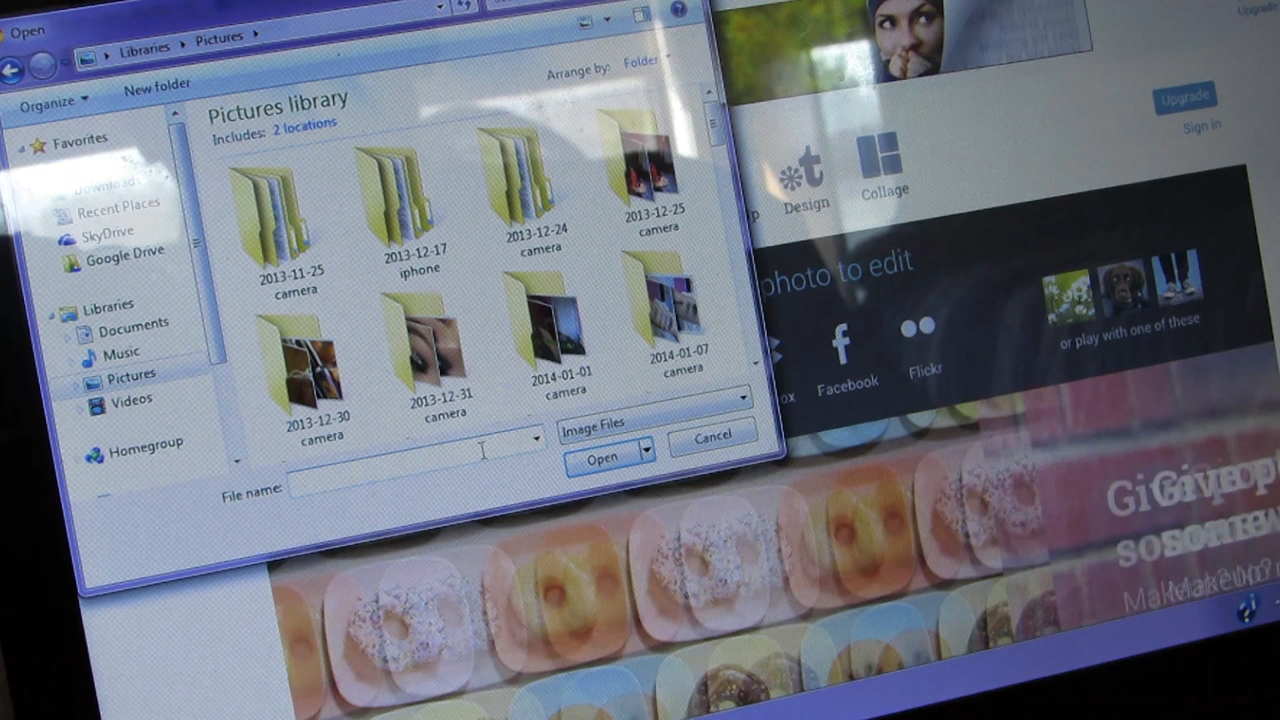 Open
Libraries
Pictures
Organize
New folder
Arrange by:
Folder
Pictures library
Includes: 2 locations
Favorites
Downloads
Recent Places
SkyDrive
Google Drive
Libraries
Documents
Music
Pictures
Videos
Homegroup
2013-11-25
camera
2013-12-17
iphone
2013-12-24
camera
2013-12-25
camera
2013-12-30
camera
2013-12-31
camera
2014-01-01
camera
2014-01-07
camera
File name:
Image Files
Open
Cancel
Upgrade
Upgrade
Sign in
Design
Collage
photo to edit
Facebook
Flickr
or play with one of these